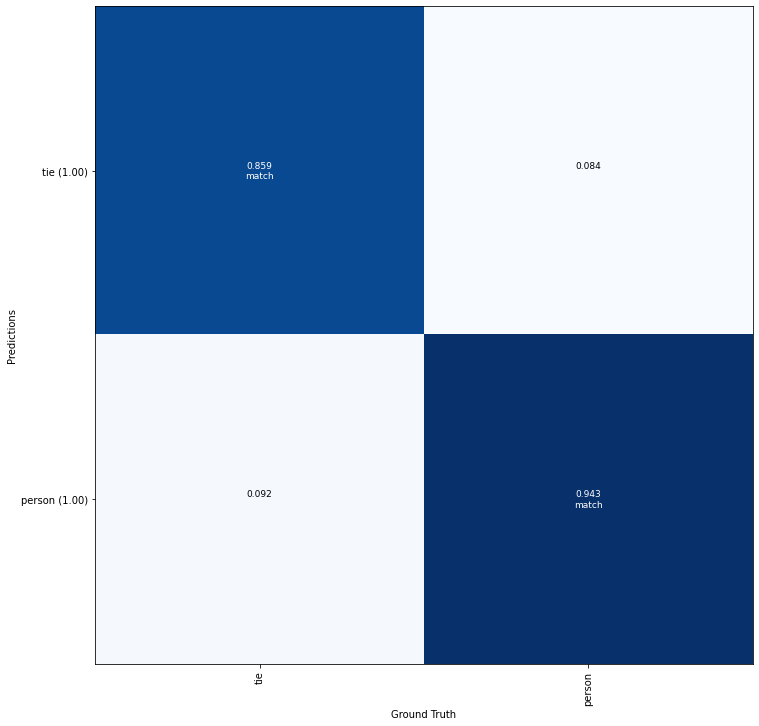 tie (1.00)
0.859
match
0.084
Predictions
person (1.00)
0.092
0.943
match
tie
person
Ground Truth